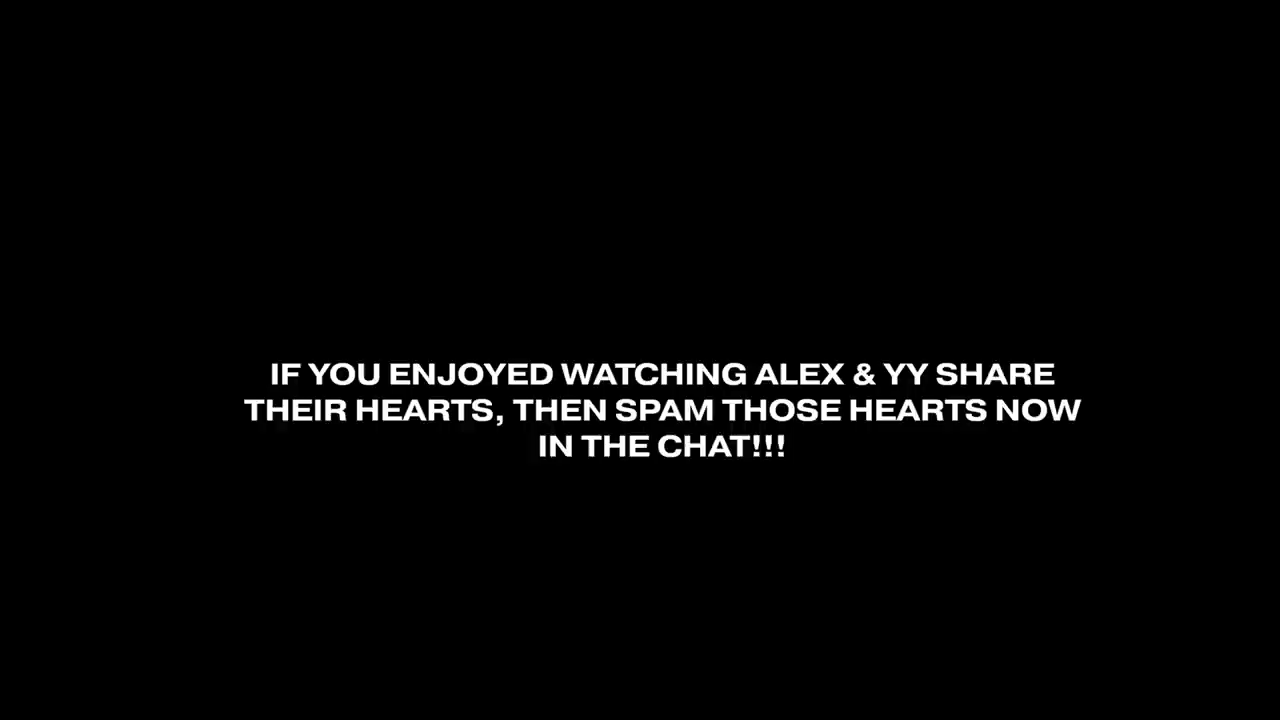 IF YOU ENJOYED WATCHING ALEX & YY SHARE
THEIR HEARTS, THEN SPAM THOSE HEARTS NOW
IN THE CHAT!!!